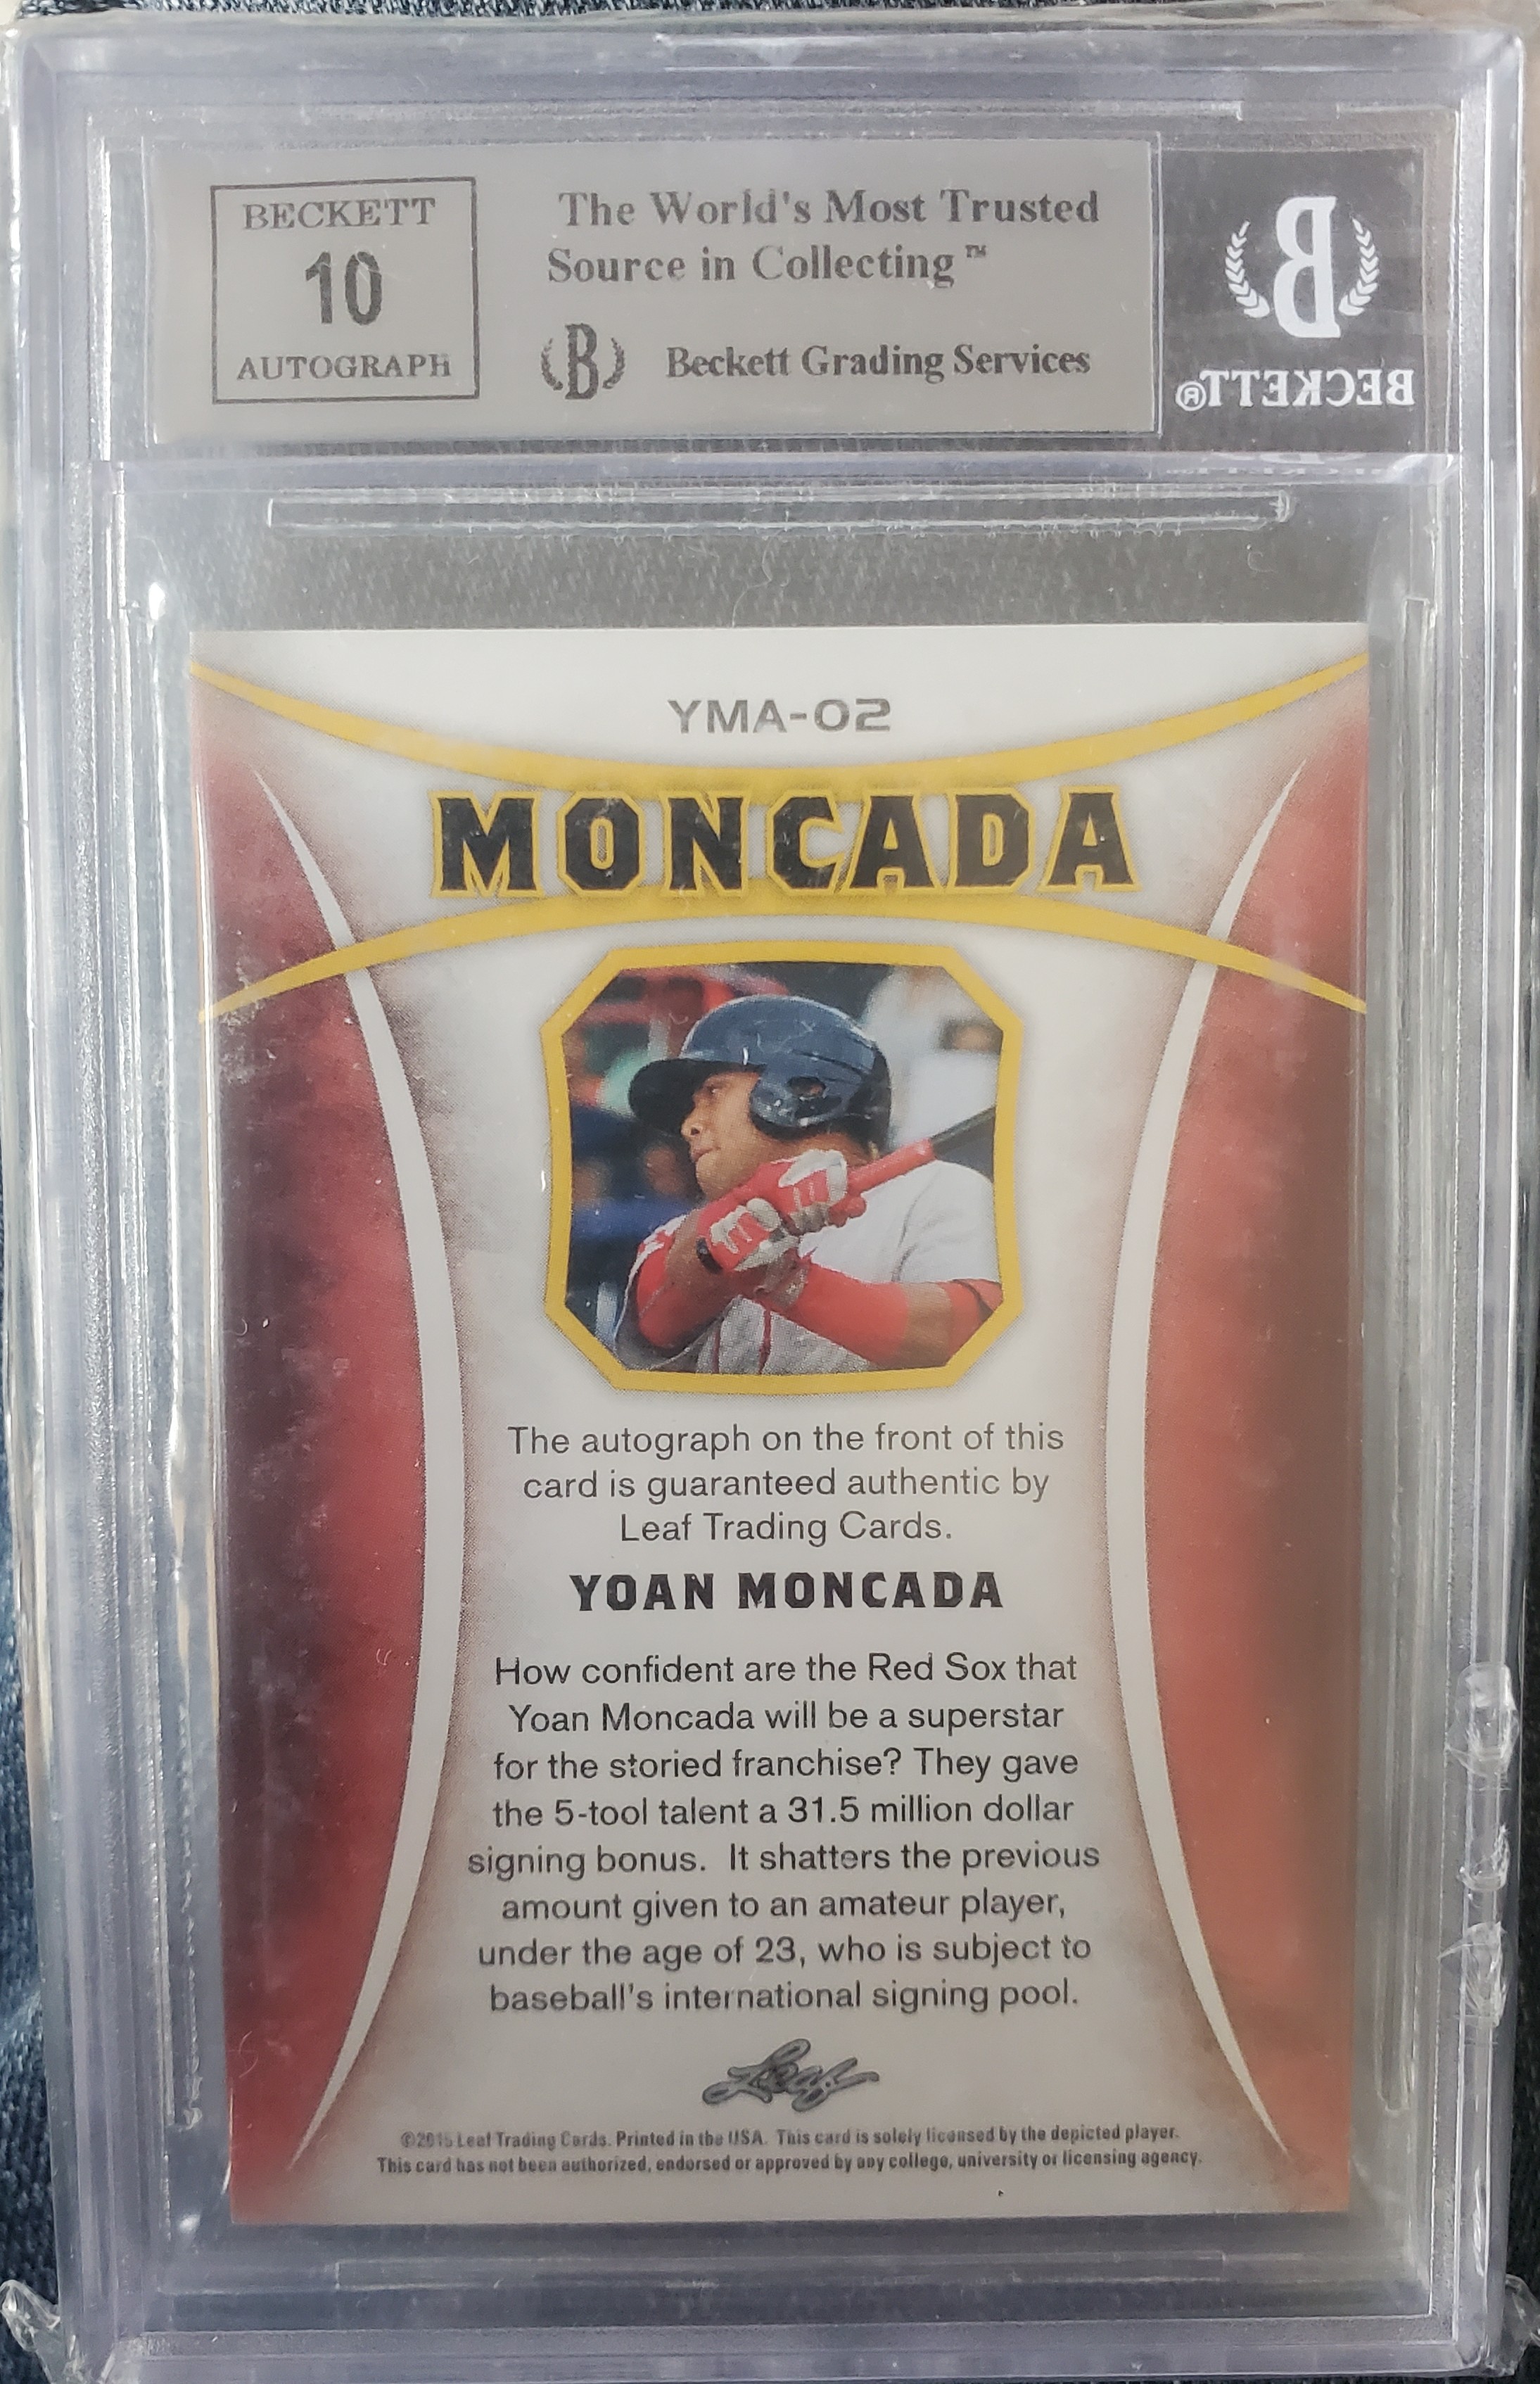 BECKETT
10
AUTOGRAPH
The World's Most Trusted
Source in Collecting™
B Beckett Grading Services
B
BECKETT®
YMA-02
MONCADA
The autograph on the front of this
card is guaranteed authentic by
Leaf Trading Cards.
YOAN MONCADA
How confident are the Red Sox that
Yoan Moncada will be a superstar
for the storied franchise? They gave
the 5-tool talent a 31.5 million dollar
signing bonus. It shatters the previous
amount given to an amateur player,
under the age of 23, who is subject to
baseball's international signing pool.
Leaf
©2015 Leaf Trading Cards. Printed in the USA. This card is solely licensed by the depicted player.
This card has not been authorized, endorsed or approved by any college, university or licensing agency.